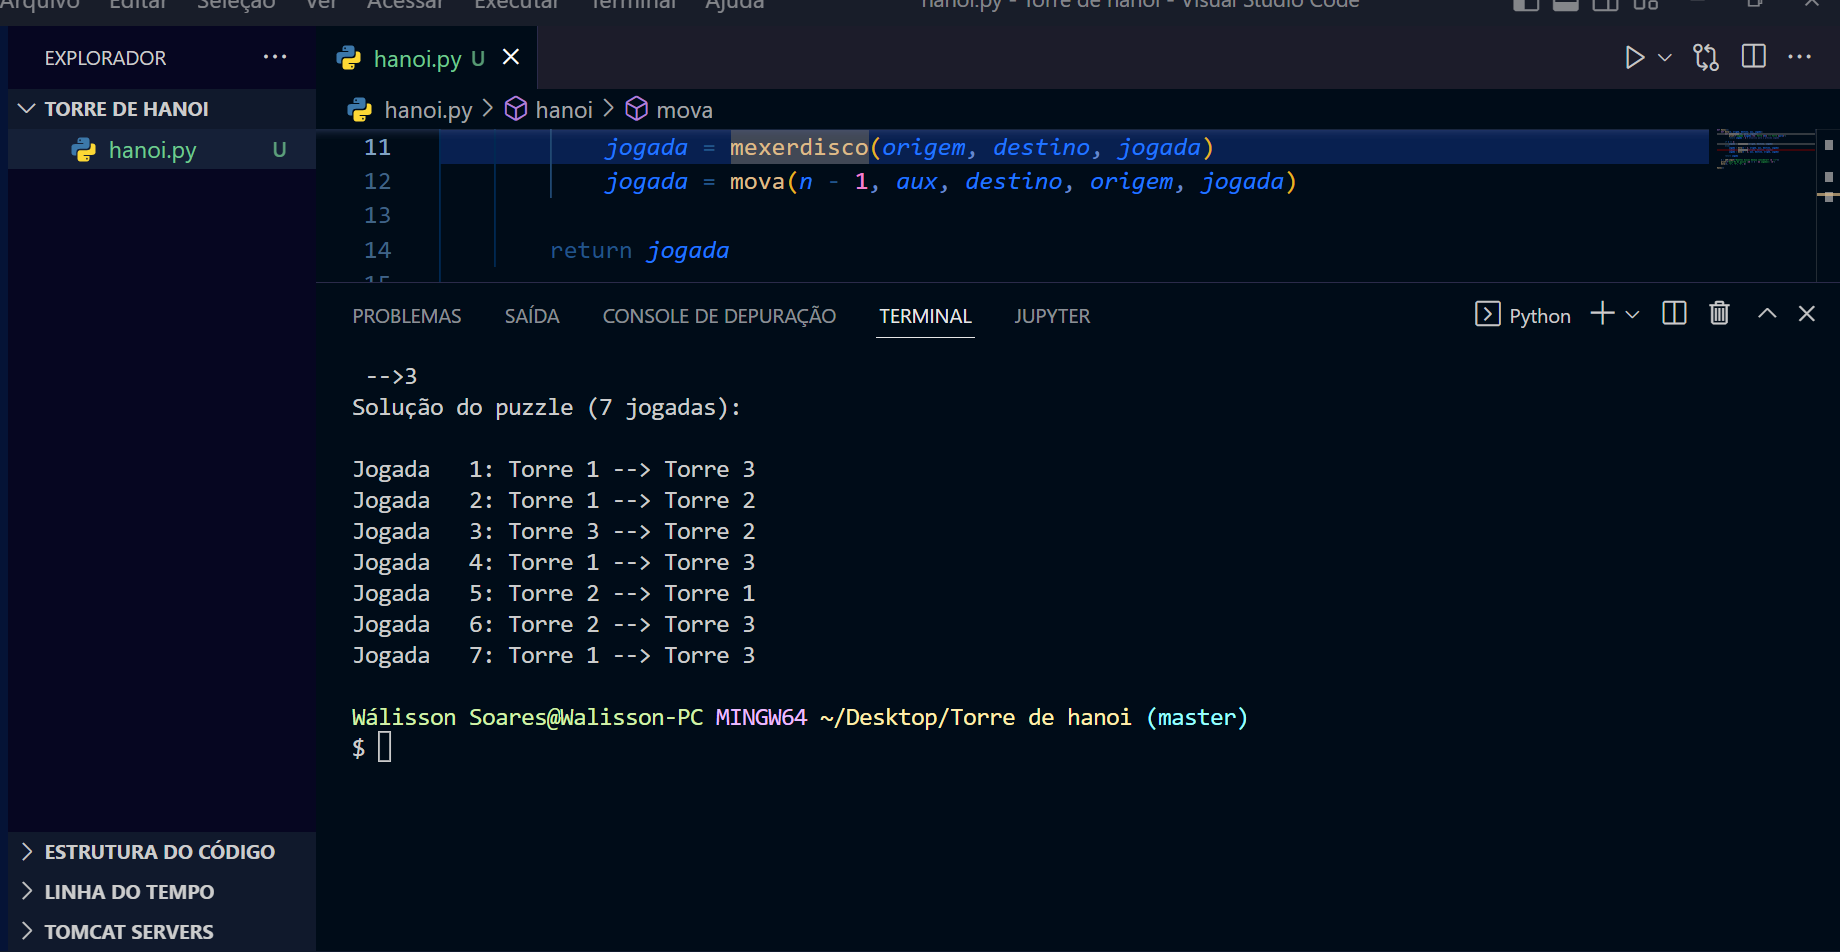 Arquivo Editar Seleção Ver Acessar Executar Terminal Ajuda hanoi.py - Torre de hanoi - Visual Studio Code
EXPLORADOR
TORRE DE HANOI
hanoi.py U
hanoi.py U
hanoi.py hanoi mova
11 jogada = mexerdisco(origem, destino, jogada)
12 jogada = mova(n - 1, aux, destino, origem, jogada)
13
14 return jogada
15
PROBLEMAS SAÍDA CONSOLE DE DEPURAÇÃO TERMINAL JUPYTER Python
-->3
Solução do puzzle (7 jogadas):
Jogada 1: Torre 1 --> Torre 3
Jogada 2: Torre 1 --> Torre 2
Jogada 3: Torre 3 --> Torre 2
Jogada 4: Torre 1 --> Torre 3
Jogada 5: Torre 2 --> Torre 1
Jogada 6: Torre 2 --> Torre 3
Jogada 7: Torre 1 --> Torre 3
Wálisson Soares@Walisson-PC MINGW64 ~/Desktop/Torre de hanoi (master)
$
ESTRUTURA DO CÓDIGO
LINHA DO TEMPO
TOMCAT SERVERS